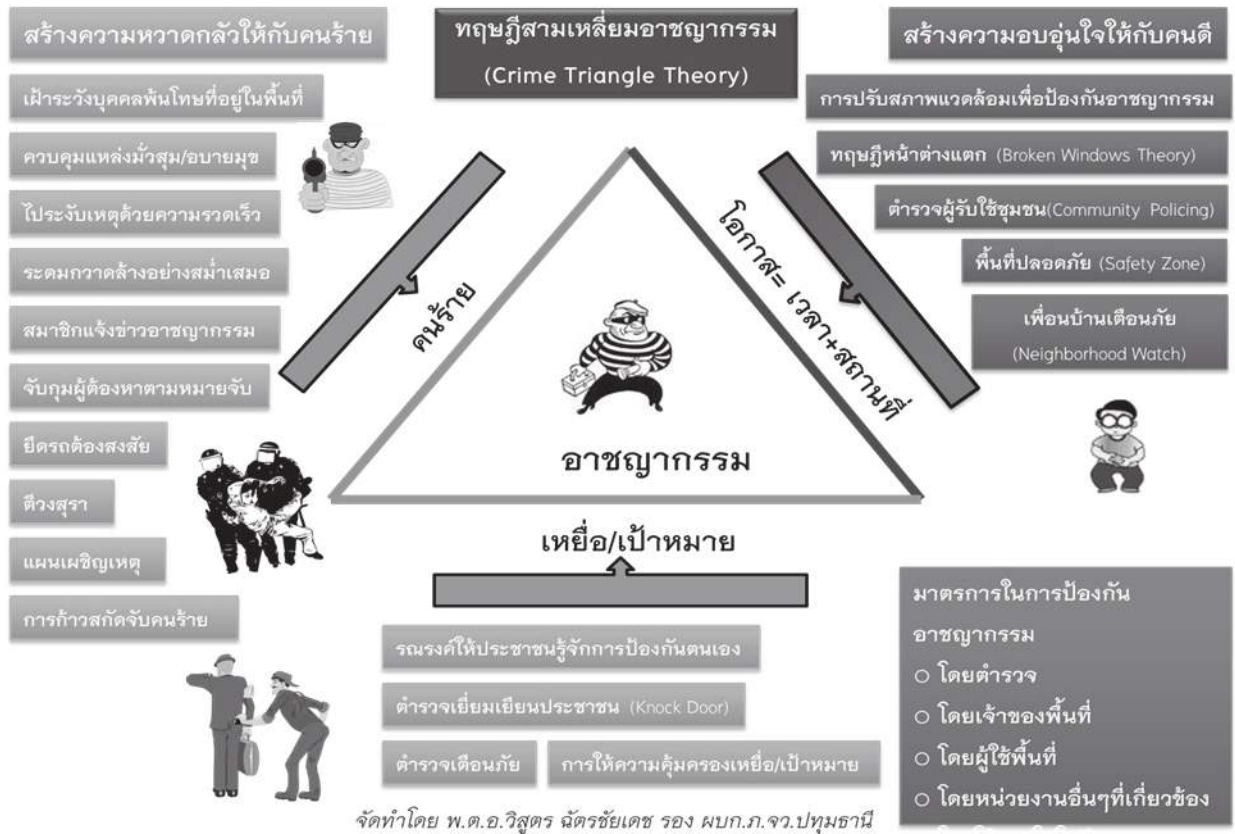 สร้างความหวาดกลัวให้กับคนร้าย
เฝ้าระวังบุคคลพ้นโทษที่อยู่ในพื้นที่
ควบคุมแหล่งมั่วสุม/อบายมุข
ไประงับเหตุด้วยความรวดเร็ว
ระดมกวาดล้างอย่างสม่ำเสมอ
สมาชิกแจ้งข่าวอาชญากรรม
จับกุมผู้ต้องหาตามหมายจับ
ยึดรถต้องสงสัย
ตีวงสุรา
แผนเผชิญเหตุ
การก้าวสกัดจับคนร้าย
ทฤษฎีสามเหลี่ยมอาชญากรรม
(Crime Triangle Theory)
คนร้าย
โอกาส= เวลา+สถานที่
อาชญากรรม
เหยื่อ/เป้าหมาย
รณรงค์ให้ประชาชนรู้จักการป้องกันตนเอง
ตำรวจเยี่ยมเยียนประชาชน (Knock Door)
ตำรวจเตือนภัย
การให้ความคุ้มครองเหยื่อ/เป้าหมาย
จัดทำโดย พ.ต.อ.วิสูตร ฉัตรชัยเดช รอง ผบก.ภ.จว.ปทุมธานี
สร้างความอบอุ่นใจให้กับคนดี
การปรับสภาพแวดล้อมเพื่อป้องกันอาชญากรรม
ทฤษฎีหน้าต่างแตก (Broken Windows Theory)
ตำรวจผู้รับใช้ชุมชน(Community Policing)
พื้นที่ปลอดภัย (Safety Zone)
เพื่อนบ้านเตือนภัย
(Neighborhood Watch)
มาตรการในการป้องกัน
อาชญากรรม
○ โดยตำรวจ
○ โดยเจ้าของพื้นที่
○ โดยผู้ใช้พื้นที่
○ โดยหน่วยงานอื่นๆที่เกี่ยวข้อง